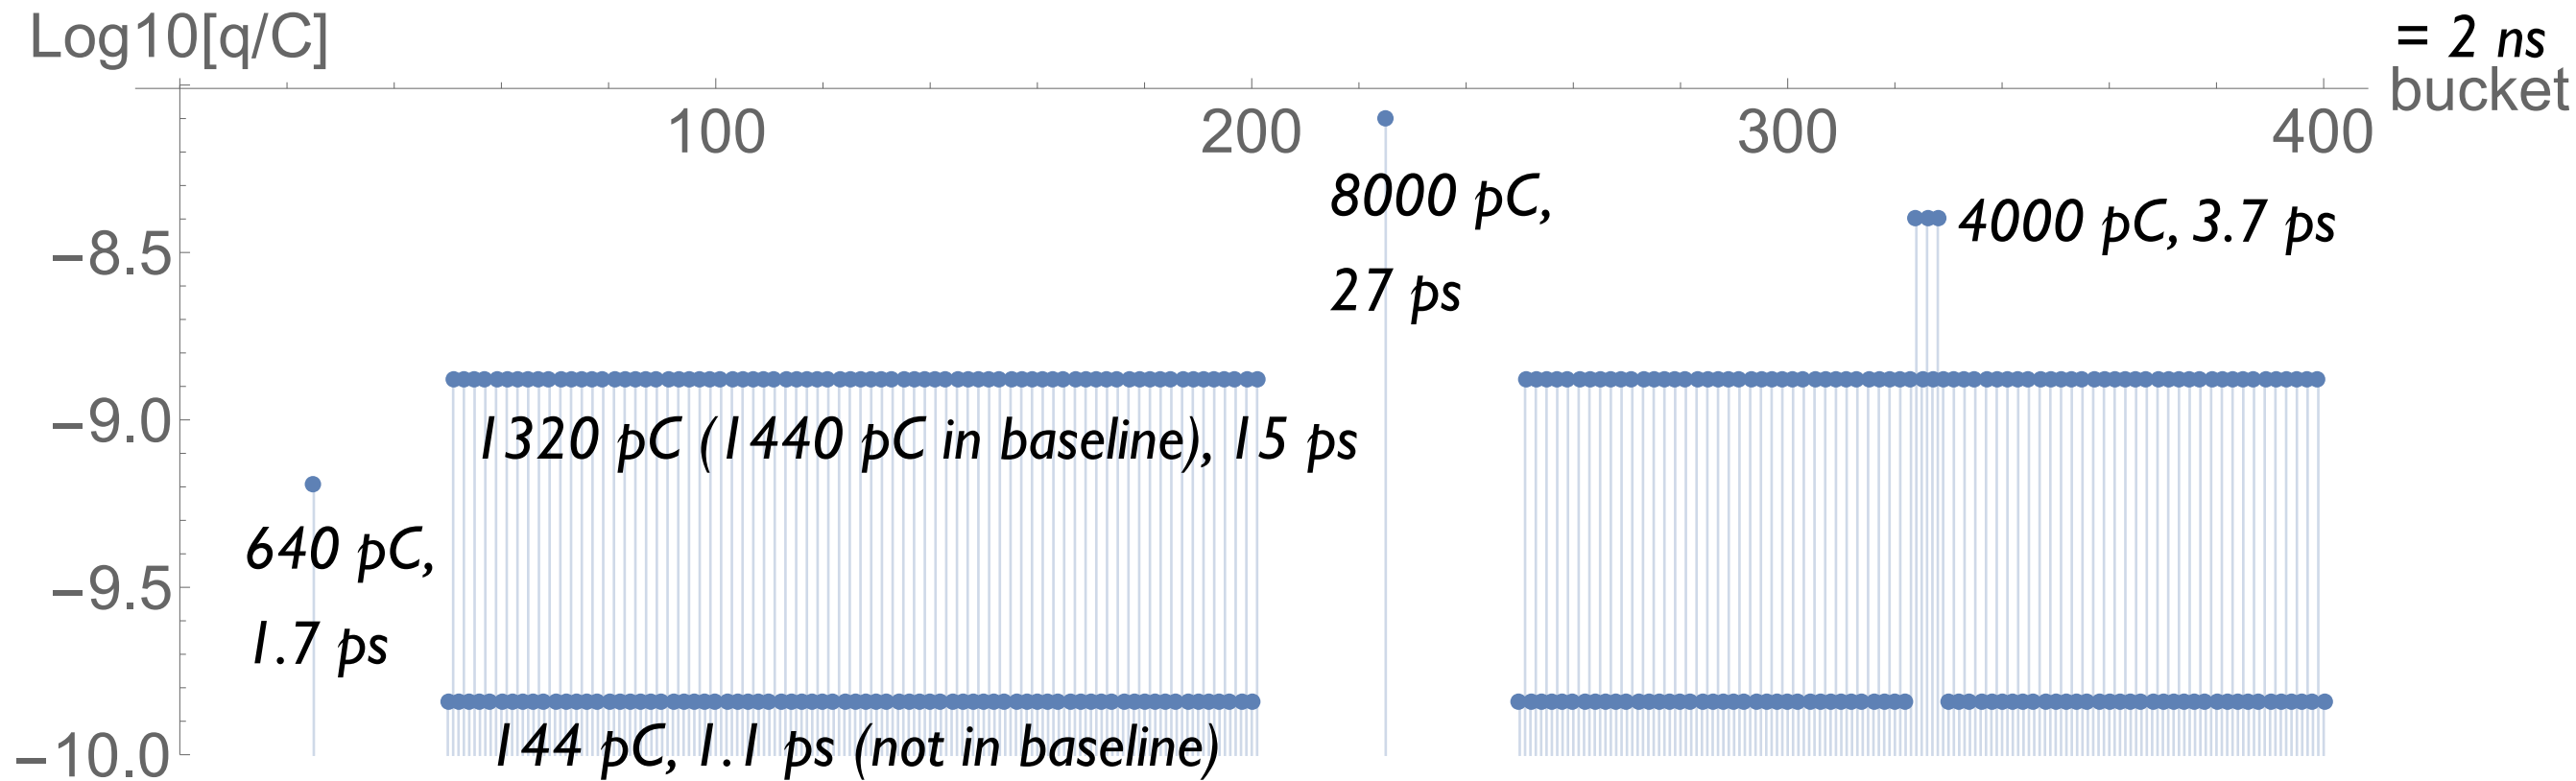 Log10[q/C]
= 2 ns
bucket
100
200
300
400
8000 pC,
27 ps
4000 pC, 3.7 ps
−8.5
−9.0
1320 pC (1440 pC in baseline), 15 ps
640 pC,
1.7 ps
−9.5
144 pC, 1.1 ps (not in baseline)
−10.0